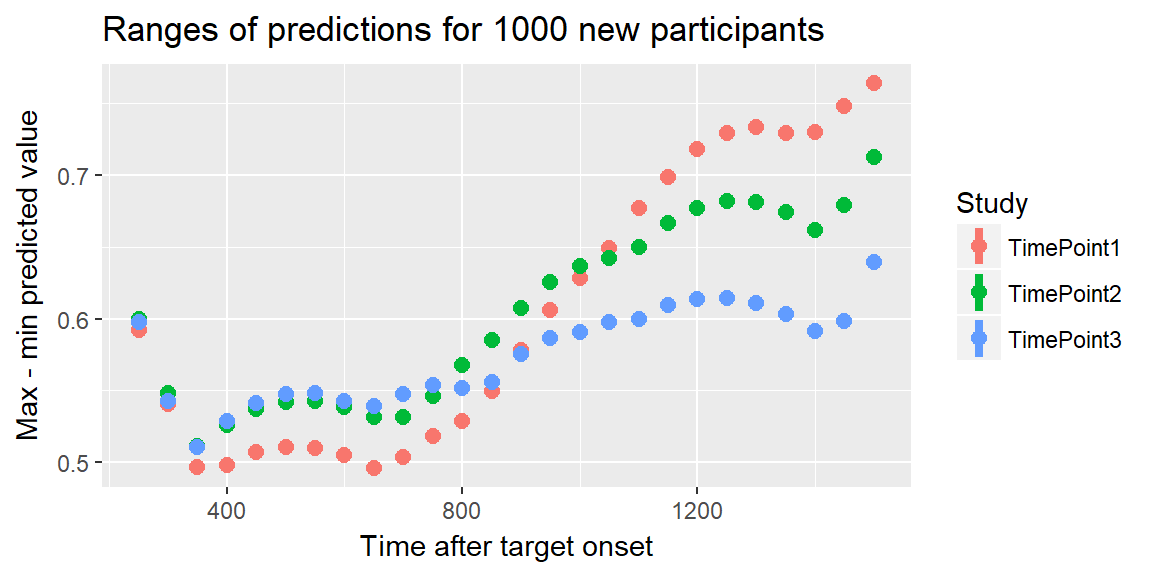 Ranges of predictions for 1000 new participants
Max - min predicted value
0.7
0.6
0.5
400 800 1200
Time after target onset
Study
TimePoint1
TimePoint2
TimePoint3